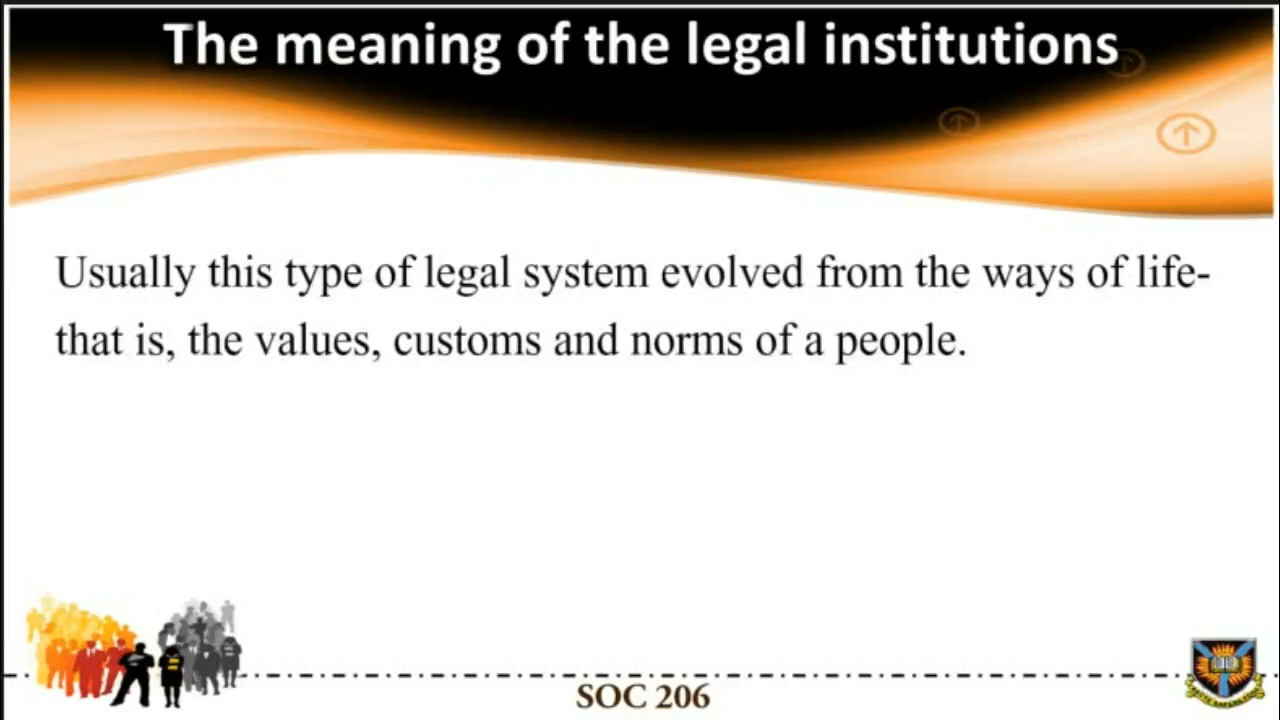 The meaning of the legal institutions
Usually this type of legal system evolved from the ways of life-
that is, the values, customs and norms of a people.
SOC 206